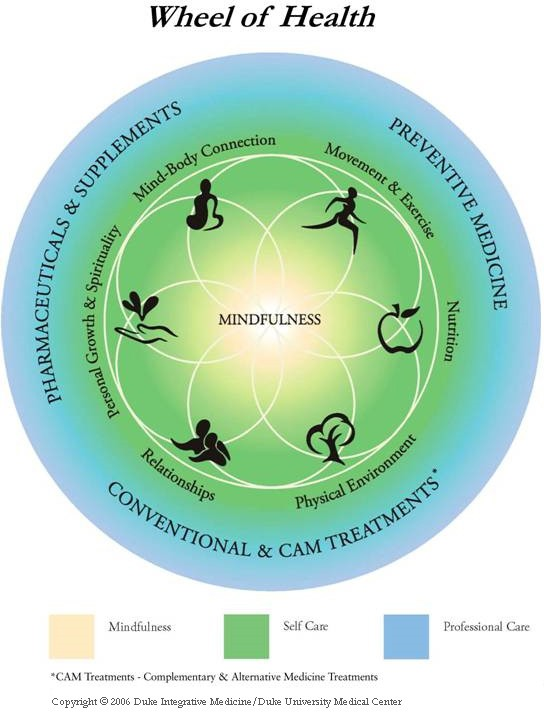 Wheel of Health
PHARMACEUTICALS & SUPPLEMENTS
PREVENTIVE MEDICINE
Mind-Body Connection
Movement & Exercise
Personal Growth & Spirituality
MINDFULNESS
Nutrition
Relationships
Physical Environment
CONVENTIONAL & CAM TREATMENTS*
Mindfulness
Self Care
Professional Care
*CAM Treatments - Complementary & Alternative Medicine Treatments
Copyright © 2006 Duke Integrative Medicine/Duke University Medical Center